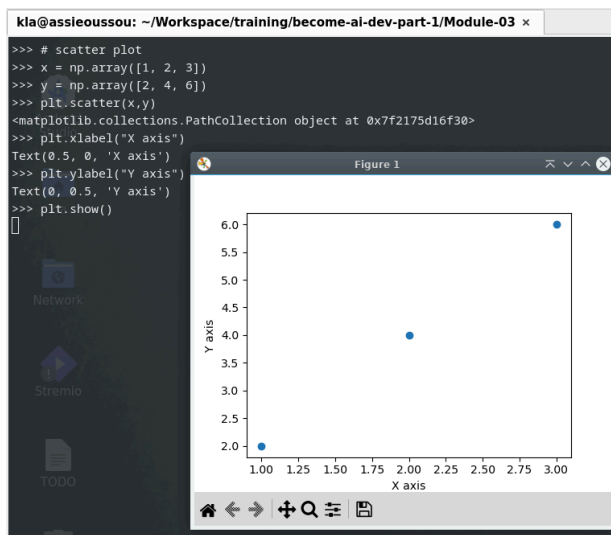 kla@assieoussou: ~/Workspace/training/become-ai-dev-part-1/Module-03 ×
>>> # scatter plot
>>> x = np.array([1, 2, 3])
>>> y = np.array([2, 4, 6])
>>> plt.scatter(x,y)
<matplotlib.collections.PathCollection object at 0x7f2175d16f30>
>>> plt.xlabel("X axis")
Text(0.5, 0, 'X axis')
>>> plt.ylabel("Y axis")
Text(0, 0.5, 'Y axis')
>>> plt.show()
Network
Stremio
TODO
Figure 1
6.0
5.5
5.0
4.5
4.0
3.5
3.0
2.5
2.0
Y axis
1.00 1.25 1.50 1.75 2.00 2.25 2.50 2.75 3.00
X axis